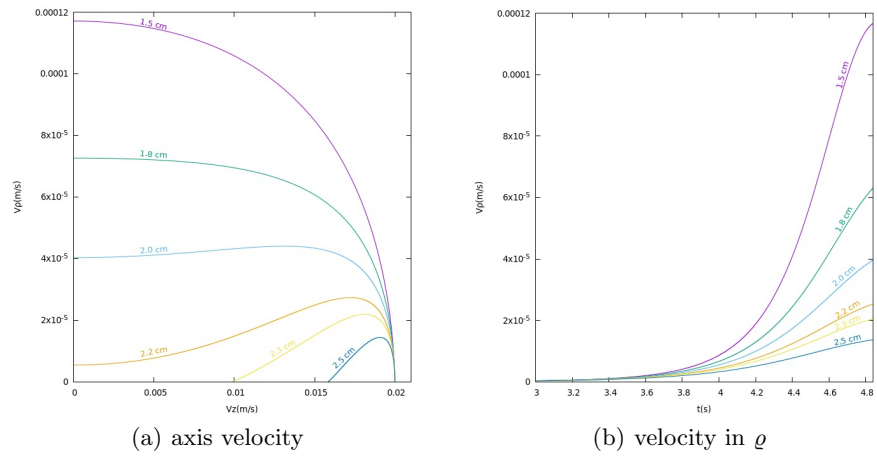 0.00012
0.0001
8x10-5
6x10-5
4x10-5
2x10-5
0
Vρ(m/s)
1.5 cm
1.8 cm
2.0 cm
2.2 cm
2.3 cm
2.5 cm
0 0.005 0.01 0.015 0.02
Vz(m/s)
(a) axis velocity
0.00012
0.0001
8x10-5
6x10-5
4x10-5
2x10-5
0
Vρ(m/s)
1.5 cm
1.8 cm
2.0 cm
2.2 cm
2.3 cm
2.5 cm
3 3.2 3.4 3.6 3.8 4 4.2 4.4 4.6 4.8
t(s)
(b) velocity in ϱ